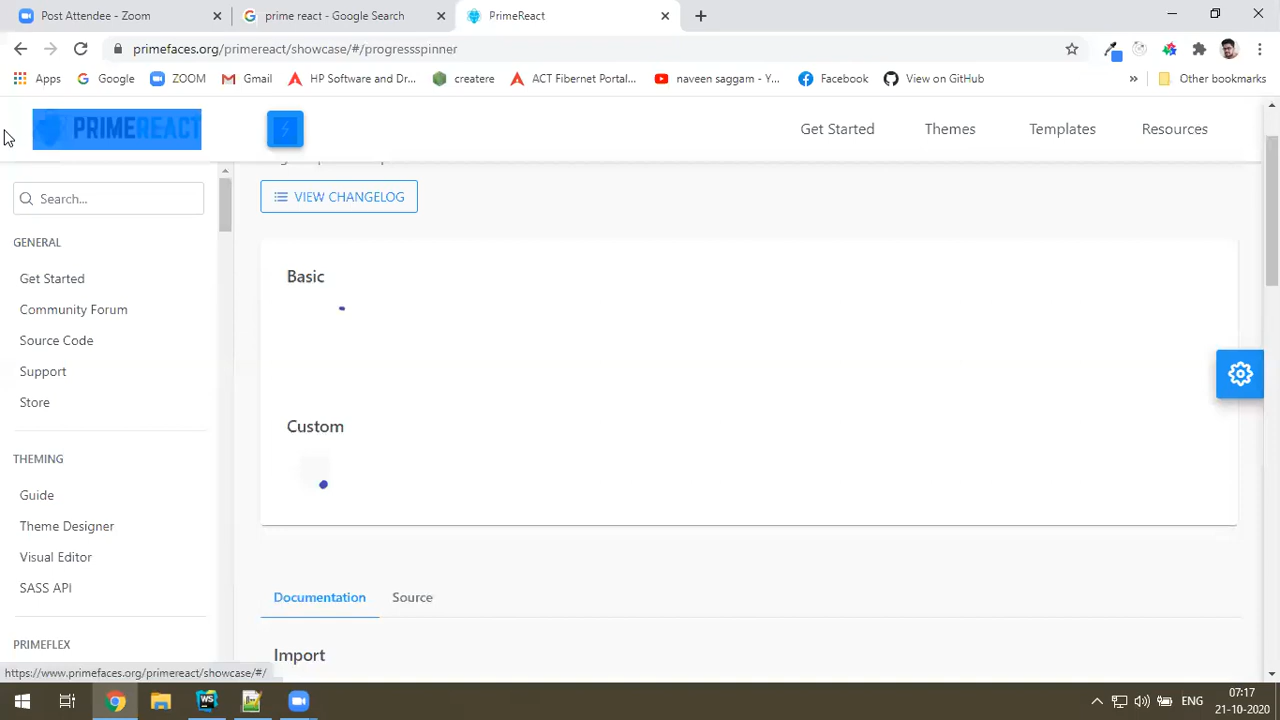 Post Attendee - Zoom
prime react - Google Search
PrimeReact
primefaces.org/primereact/showcase/#/progressspinner
Apps
Google
ZOOM
Gmail
HP Software and Dr...
createre
ACT Fibernet Portal...
naveen saggam - Y...
Facebook
View on GitHub
»
Other bookmarks
PRIMEREACT
Get Started
Themes
Templates
Resources
Search...
VIEW CHANGELOG
GENERAL
Get Started
Community Forum
Source Code
Support
Store
THEMING
Guide
Theme Designer
Visual Editor
SASS API
PRIMEFLEX
Basic
Custom
Documentation
Source
Import
https://www.primefaces.org/primereact/showcase/#/
WS
ENG
07:17
21-10-2020